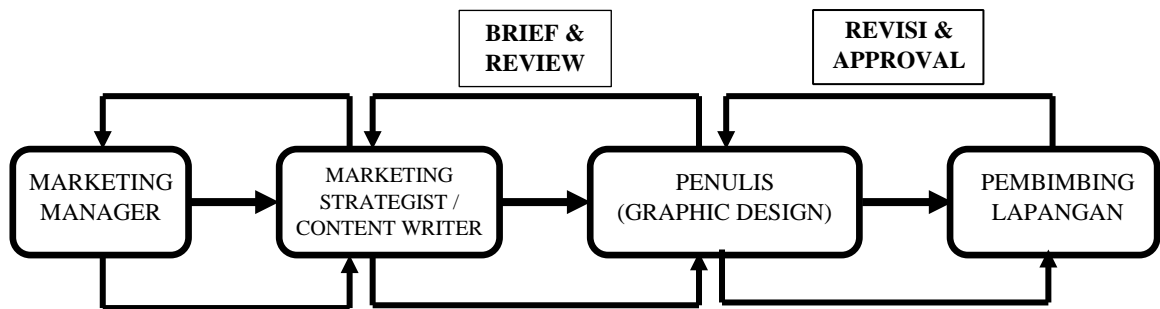 BRIEF &
REVIEW
REVISI &
APPROVAL
MARKETING
MANAGER
MARKETING
STRATEGIST /
CONTENT WRITER
PENULIS
(GRAPHIC DESIGN)
PEMBIMBING
LAPANGAN